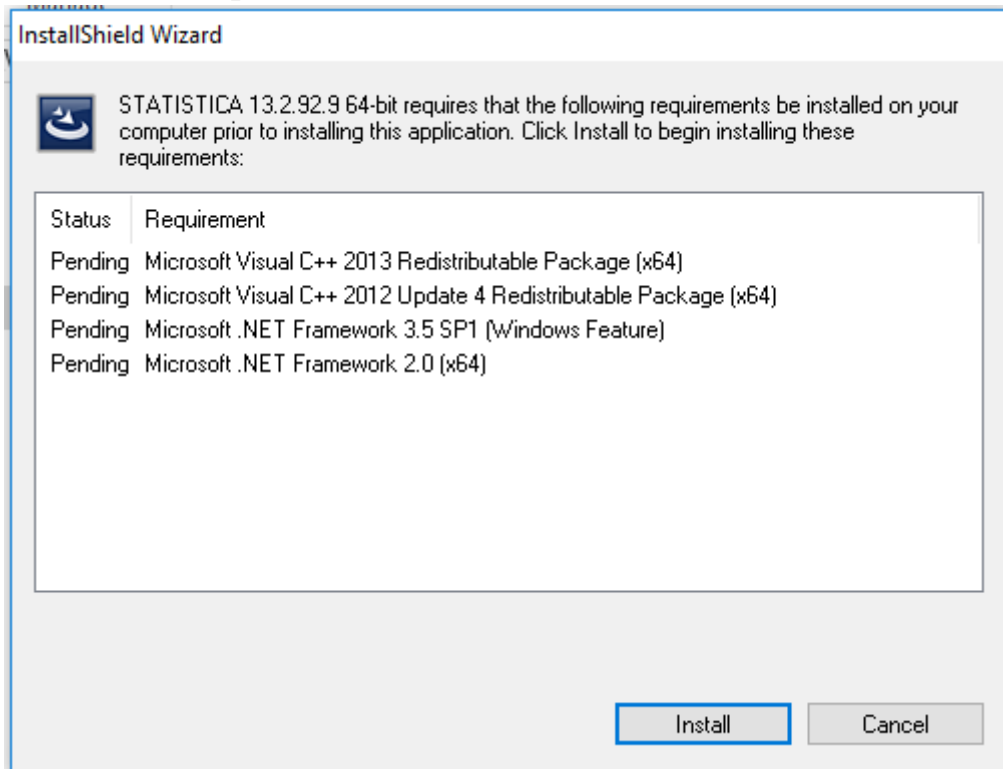 InstallShield Wizard
STATISTICA 13.2.92.9 64-bit requires that the following requirements be installed on your
computer prior to installing this application. Click Install to begin installing these
requirements:
Status Requirement
Pending Microsoft Visual C++ 2013 Redistributable Package (x64)
Pending Microsoft Visual C++ 2012 Update 4 Redistributable Package (x64)
Pending Microsoft .NET Framework 3.5 SP1 (Windows Feature)
Pending Microsoft .NET Framework 2.0 (x64)
Install Cancel